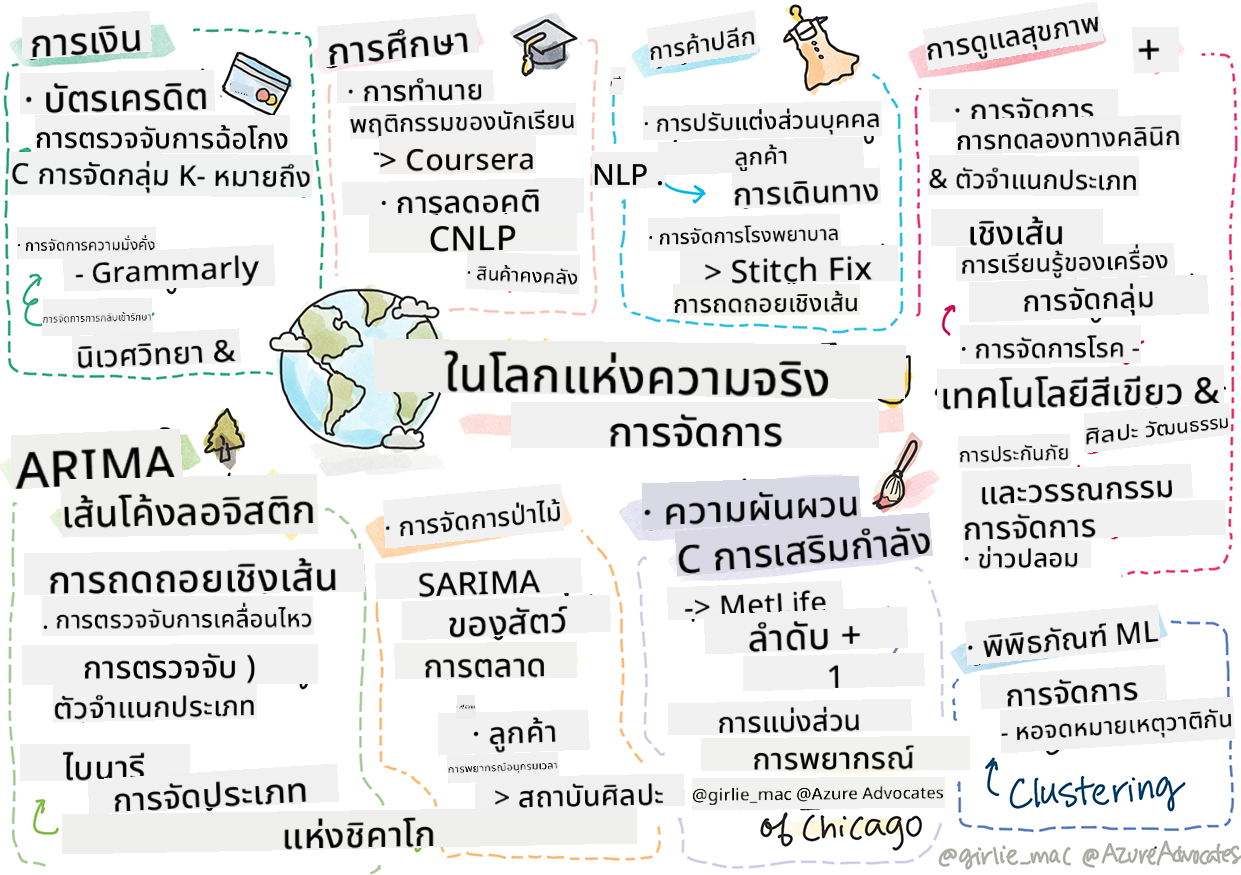 การเงิน
· บัตรเครดิต
การตรวจจับการฉ้อโกง
C การจัดกลุ่ม K- หมายถึง
· การจัดการความมั่งคั่ง
- Grammarly
การจัดการการกลับเข้ารักษา
นิเวศวิทยา &
การศึกษา
· การทำนาย
พฤติกรรมของนักเรียน
> Coursera
· การลดอคติ
CNLP
· สินค้าคงคลัง
การค้าปลีก
· การปรับแต่งส่วนบุคคล
ลูกค้า
NLP .
การเดินทาง
· การจัดการโรงพยาบาล
> Stitch Fix
การถดถอยเชิงเส้น
การดูแลสุขภาพ +
· การจัดการ
การทดลองทางคลินิก
& ตัวจำแนกประเภท
เชิงเส้น
การเรียนรู้ของเครื่อง
การจัดกลุ่ม
· การจัดการโรค -
เทคโนโลยีสีเขียว &
ศิลปะ วัฒนธรรม
การประกันภัย
และวรรณกรรม
การจัดการ
· ข่าวปลอม
ในโลกแห่งความจริง
การจัดการ
ARIMA
เส้นโค้งลอจิสติก
การถดถอยเชิงเส้น
. การตรวจจับการเคลื่อนไหว
การตรวจจับ )
ตัวจำแนกประเภท
ไบนารี
การจัดประเภท
แห่งชิคาโก
· การจัดการป่าไม้
SARIMA
ของสัตว์
การตลาด
· ลูกค้า
การพยากรณ์อนุกรมเวลา
> สถาบันศิลปะ
· ความผันผวน
C การเสริมกำลัง
-> MetLife
ลำดับ +
1
การแบ่งส่วน
การพยากรณ์
@girlie_mac @Azure Advocates
of Chicago
· พิพิธภัณฑ์ ML
การจัดการ
- หอจดหมายเหตุวาติกัน
Clustering
@girlie_mac @AzureAdvocates